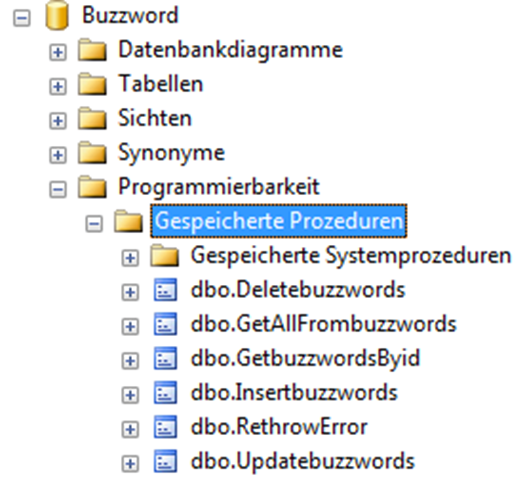 Buzzword
Datenbankdiagramme
Tabellen
Sichten
Synonyme
Programmierbarkeit
Gespeicherte Prozeduren
Gespeicherte Systemprozeduren
dbo.Deletebuzzwords
dbo.GetAllFrombuzzwords
dbo.GetbuzzwordsByid
dbo.Insertbuzzwords
dbo.RethrowError
dbo.Updatebuzzwords